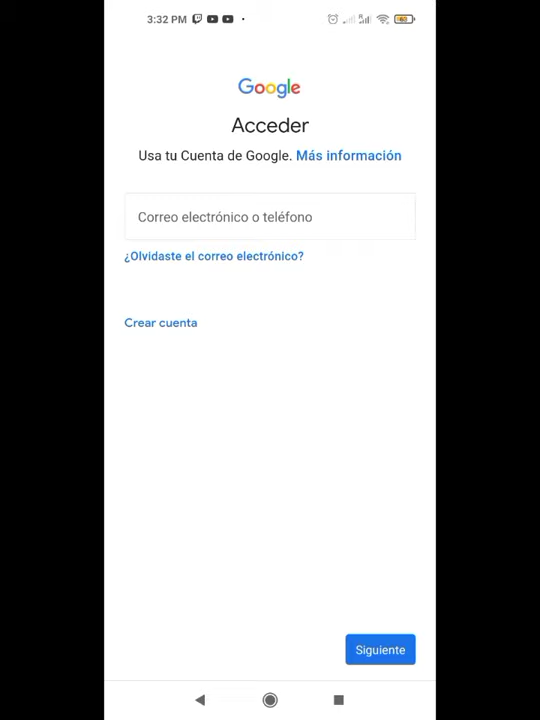 3:32 PM
Google
Acceder
Usa tu Cuenta de Google. Más información
Correo electrónico o teléfono
¿Olvidaste el correo electrónico?
Crear cuenta
Siguiente